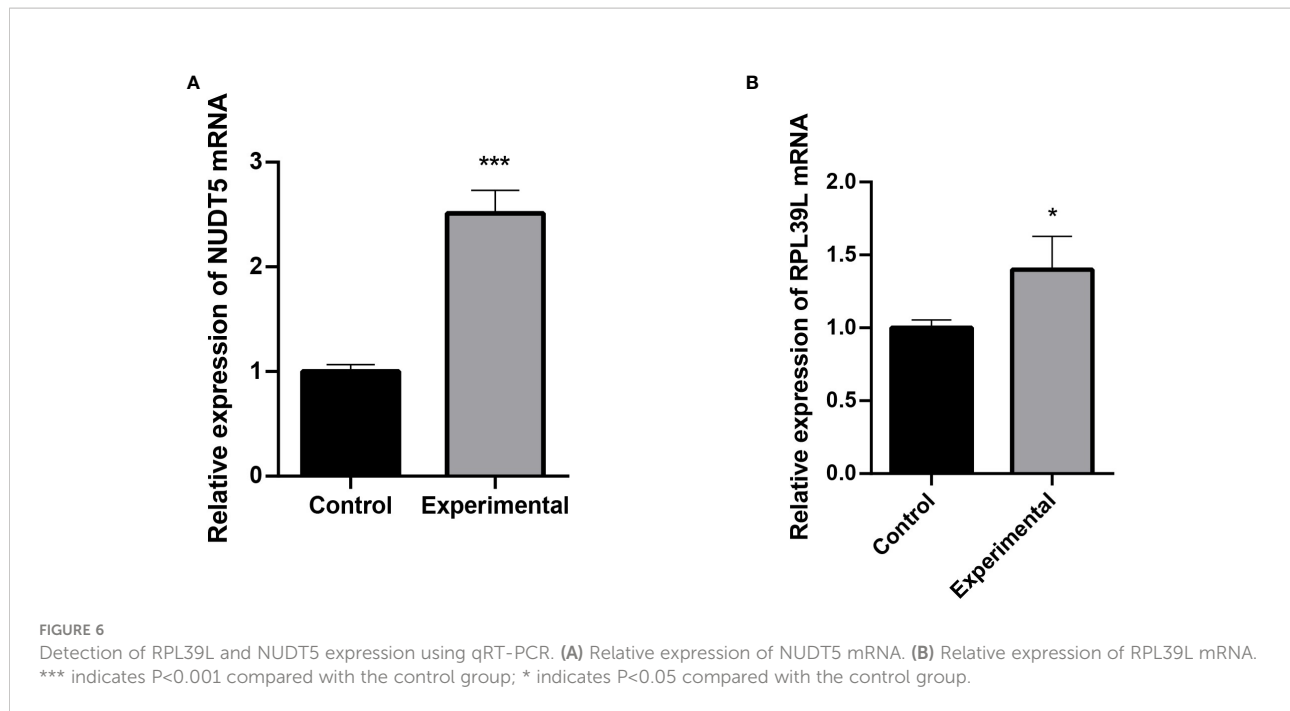 A
Relative expression of NUDT5 mRNA
3
2
1
0
***
Control Experimental
B
Relative expression of RPL39L mRNA
2.0
1.5
1.0
0.5
0.0
*
Control
Experimental
FIGURE 6
Detection of RPL39L and NUDT5 expression using qRT-PCR. (A) Relative expression of NUDT5 mRNA. (B) Relative expression of RPL39L mRNA.
*** indicates P<0.001 compared with the control group; * indicates P<0.05 compared with the control group.